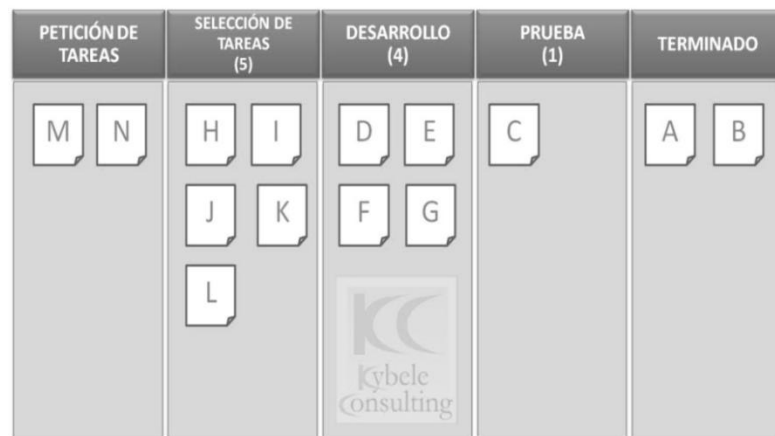 PETICIÓN DE
TAREAS
SELECCIÓN DE
TAREAS
(5)
DESARROLLO
(4)
PRUEBA
(1)
TERMINADO
M N
H I
J K
L
D E
F G
C
A B
Kybele
Consulting